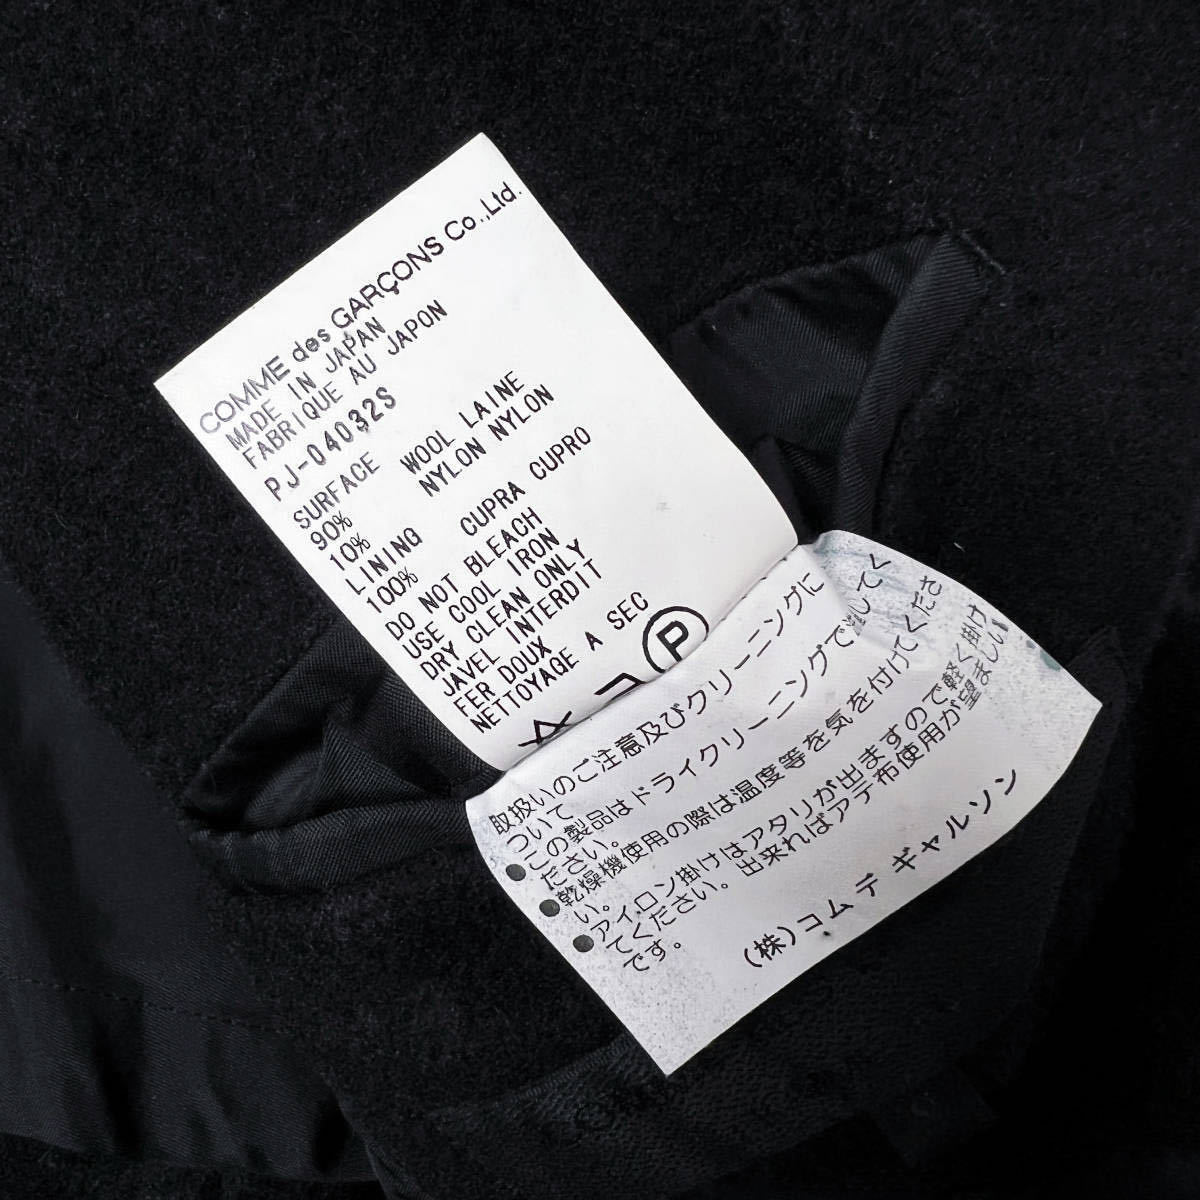 COMME des GARÇONS Co.,Ltd.
MADE IN JAPAN
FABRIQUE AU JAPON
PJ-04032S
SURFACE
90% WOOL LAINE
10% NYLON NYLON
LINING
100% CUPRA CUPRO
DO NOT BLEACH
USE COOL IRON
DRY CLEAN ONLY
JAVEL INTERDIT
FER DOUX
NETTOYAGE A SEC
P
取扱いのご注意及びクリーニングに
ついて
●この製品はドライクリーニングで出してく
ださい。
●乾燥機使用の際は温度等を気を付けてくださ
い。
●アイロン掛けはアタリが出ますので軽く掛け
てください。出来ればアテ布使用が望ましい
です。
(株)コム デ ギャルソン